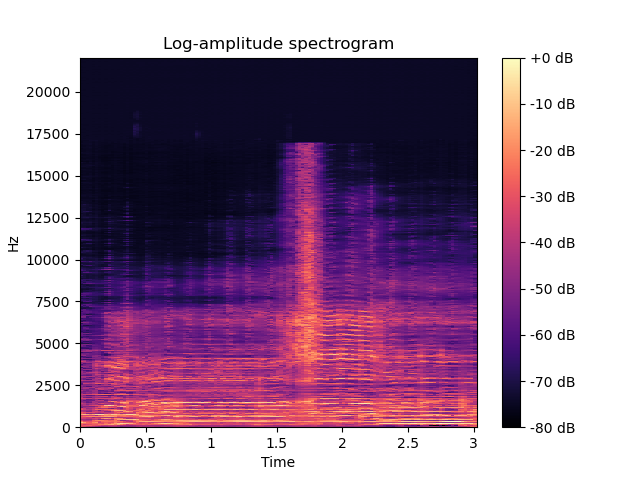 Log-amplitude spectrogram
Hz
20000
17500
15000
12500
10000
7500
5000
2500
0
0 0.5 1 1.5 2 2.5 3
Time
+0 dB
-10 dB
-20 dB
-30 dB
-40 dB
-50 dB
-60 dB
-70 dB
-80 dB